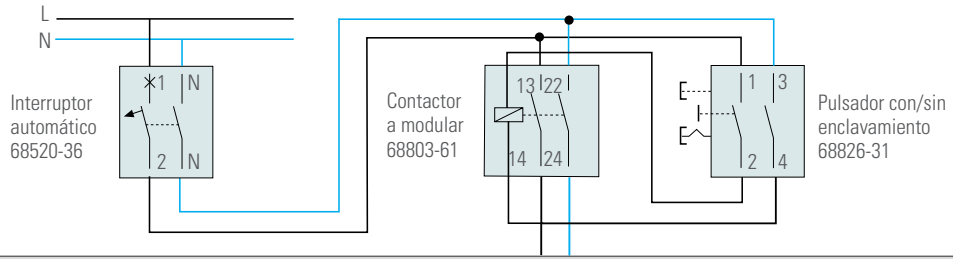 L
N
1 N
Interruptor
automático
68520-36
2 N
Contactor
a modular
68803-61
13 22
14 24
1 3
2 4
Pulsador con/sin
enclavamiento
68826-31